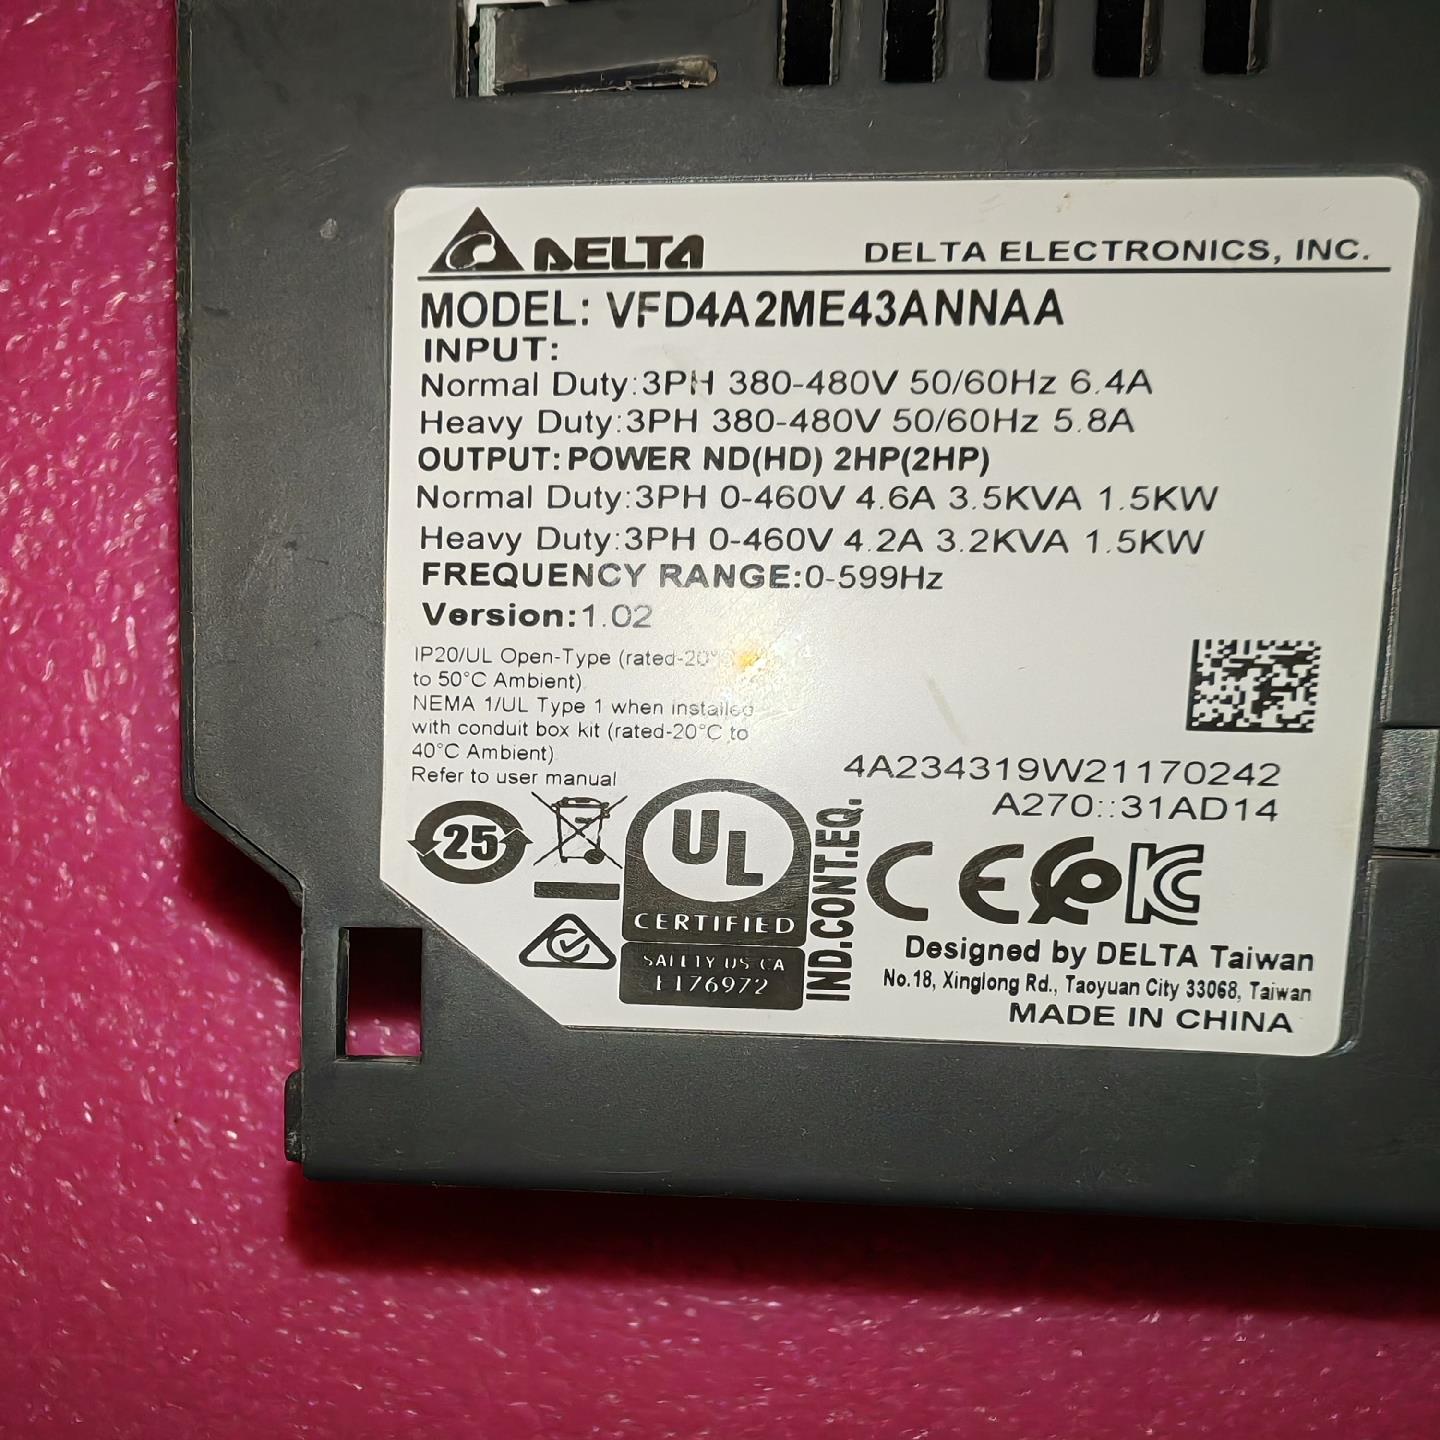 DELTA
DELTA ELECTRONICS, INC.
MODEL: VFD4A2ME43ANNAA
INPUT:
Normal Duty:3PH 380-480V 50/60Hz 6.4A
Heavy Duty:3PH 380-480V 50/60Hz 5.8A
OUTPUT: POWER ND(HD) 2HP(2HP)
Normal Duty:3PH 0-460V 4.6A 3.5KVA 1.5KW
Heavy Duty:3PH 0-460V 4.2A 3.2KVA 1.5KW
FREQUENCY RANGE:0-599Hz
Version:1.02
IP20/UL Open-Type (rated-20°C
to 50°C Ambient)
NEMA 1/UL Type 1 when installed
with conduit box kit (rated-20°C to
40°C Ambient)
Refer to user manual
4A234319W21170242
A270::31AD14
25
UL
CERTIFIED
SAFETY US CA
E176972
IND.CONT.EQ.
CE
KC
Designed by DELTA Taiwan
No.18, Xinglong Rd., Taoyuan City 33068, Taiwan
MADE IN CHINA